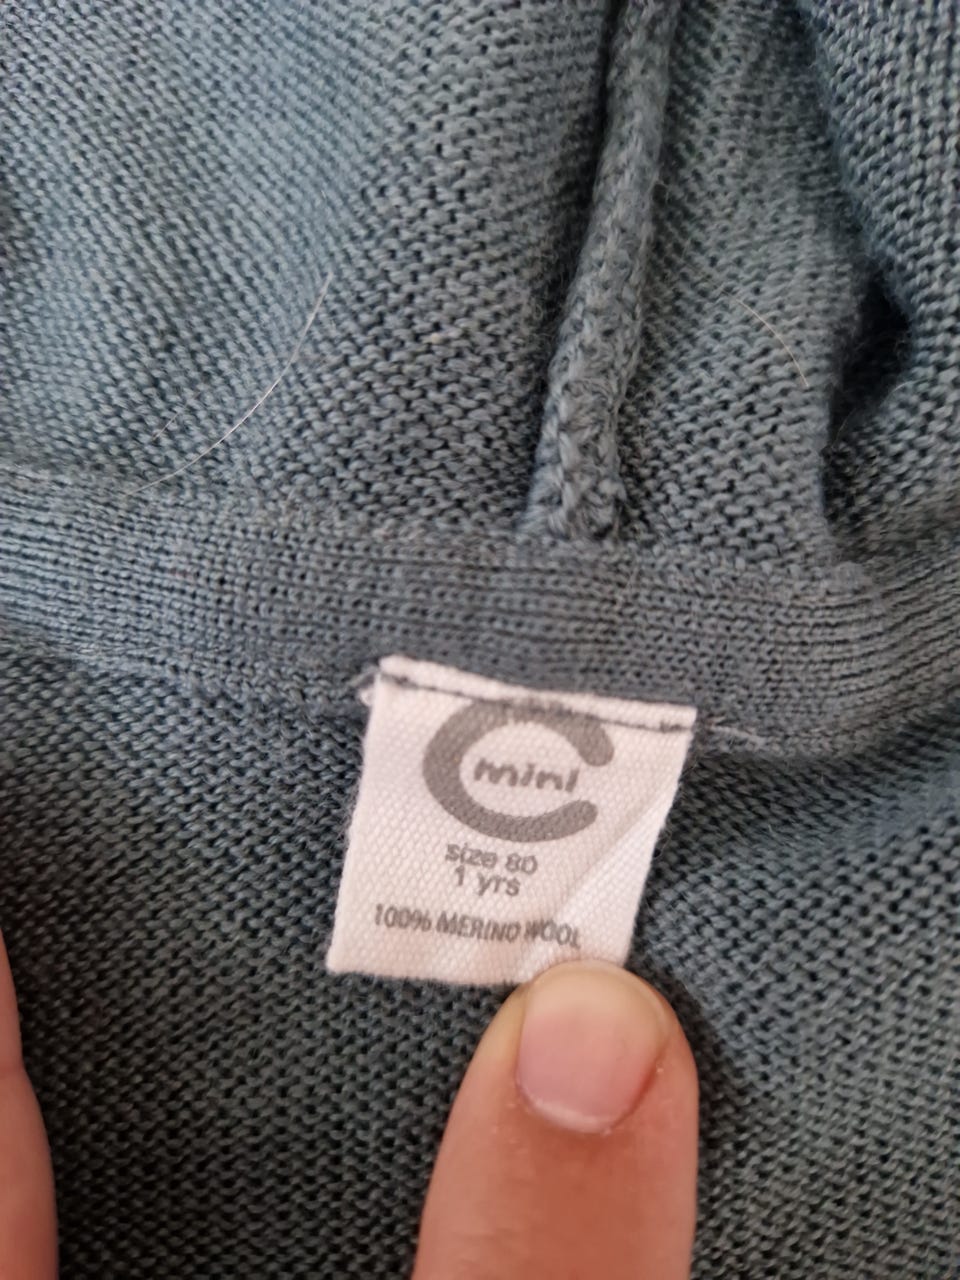 mini
size 80
1 yrs
100% MERINO WOOL